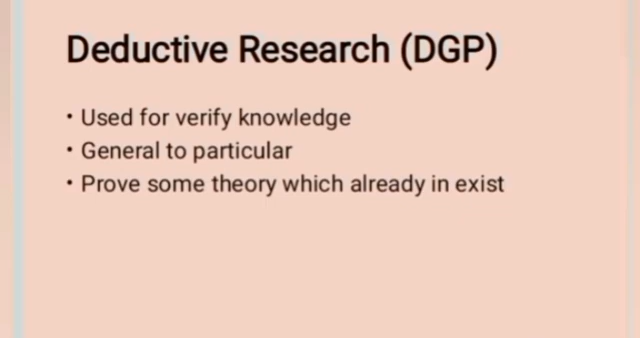 Deductive Research (DGP)
• Used for verify knowledge
• General to particular
• Prove some theory which already in exist